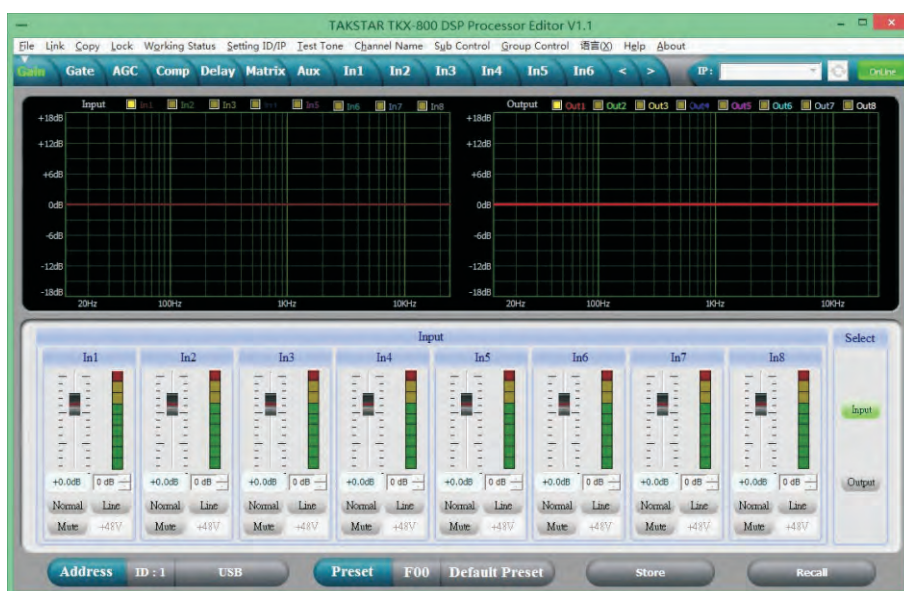 TAKSTAR TKX-800 DSP Processor Editor V1.1
File Link Copy Lock Working Status Setting ID/IP Test Tone Channel Name Sub Control Group Control 语言(X) Help About
Gain Gate AGC Comp Delay Matrix Aux In1 In2 In3 In4 In5 In6 < > IP: OnLine
Input In1 In2 In3 In4 In5 In6 In7 In8 Output Out1 Out2 Out3 Out4 Out5 Out6 Out7 Out8
+18dB +18dB
+12dB +12dB
+6dB +6dB
0dB 0dB
-6dB -6dB
-12dB -12dB
-18dB -18dB
20Hz 100Hz 1KHz 10KHz 20Hz 100Hz 1KHz 10KHz
Input Select
In1 In2 In3 In4 In5 In6 In7 In8
Input
+0.0dB 0 dB +0.0dB 0 dB +0.0dB 0 dB +0.0dB 0 dB +0.0dB 0 dB +0.0dB 0 dB +0.0dB 0 dB +0.0dB 0 dB Output
Normal Line Normal Line Normal Line Normal Line Normal Line Normal Line Normal Line Normal Line
Mute +48V Mute +48V Mute +48V Mute +48V Mute +48V Mute +48V Mute +48V Mute +48V
Address ID : 1 USB Preset F00 Default Preset Store Recall